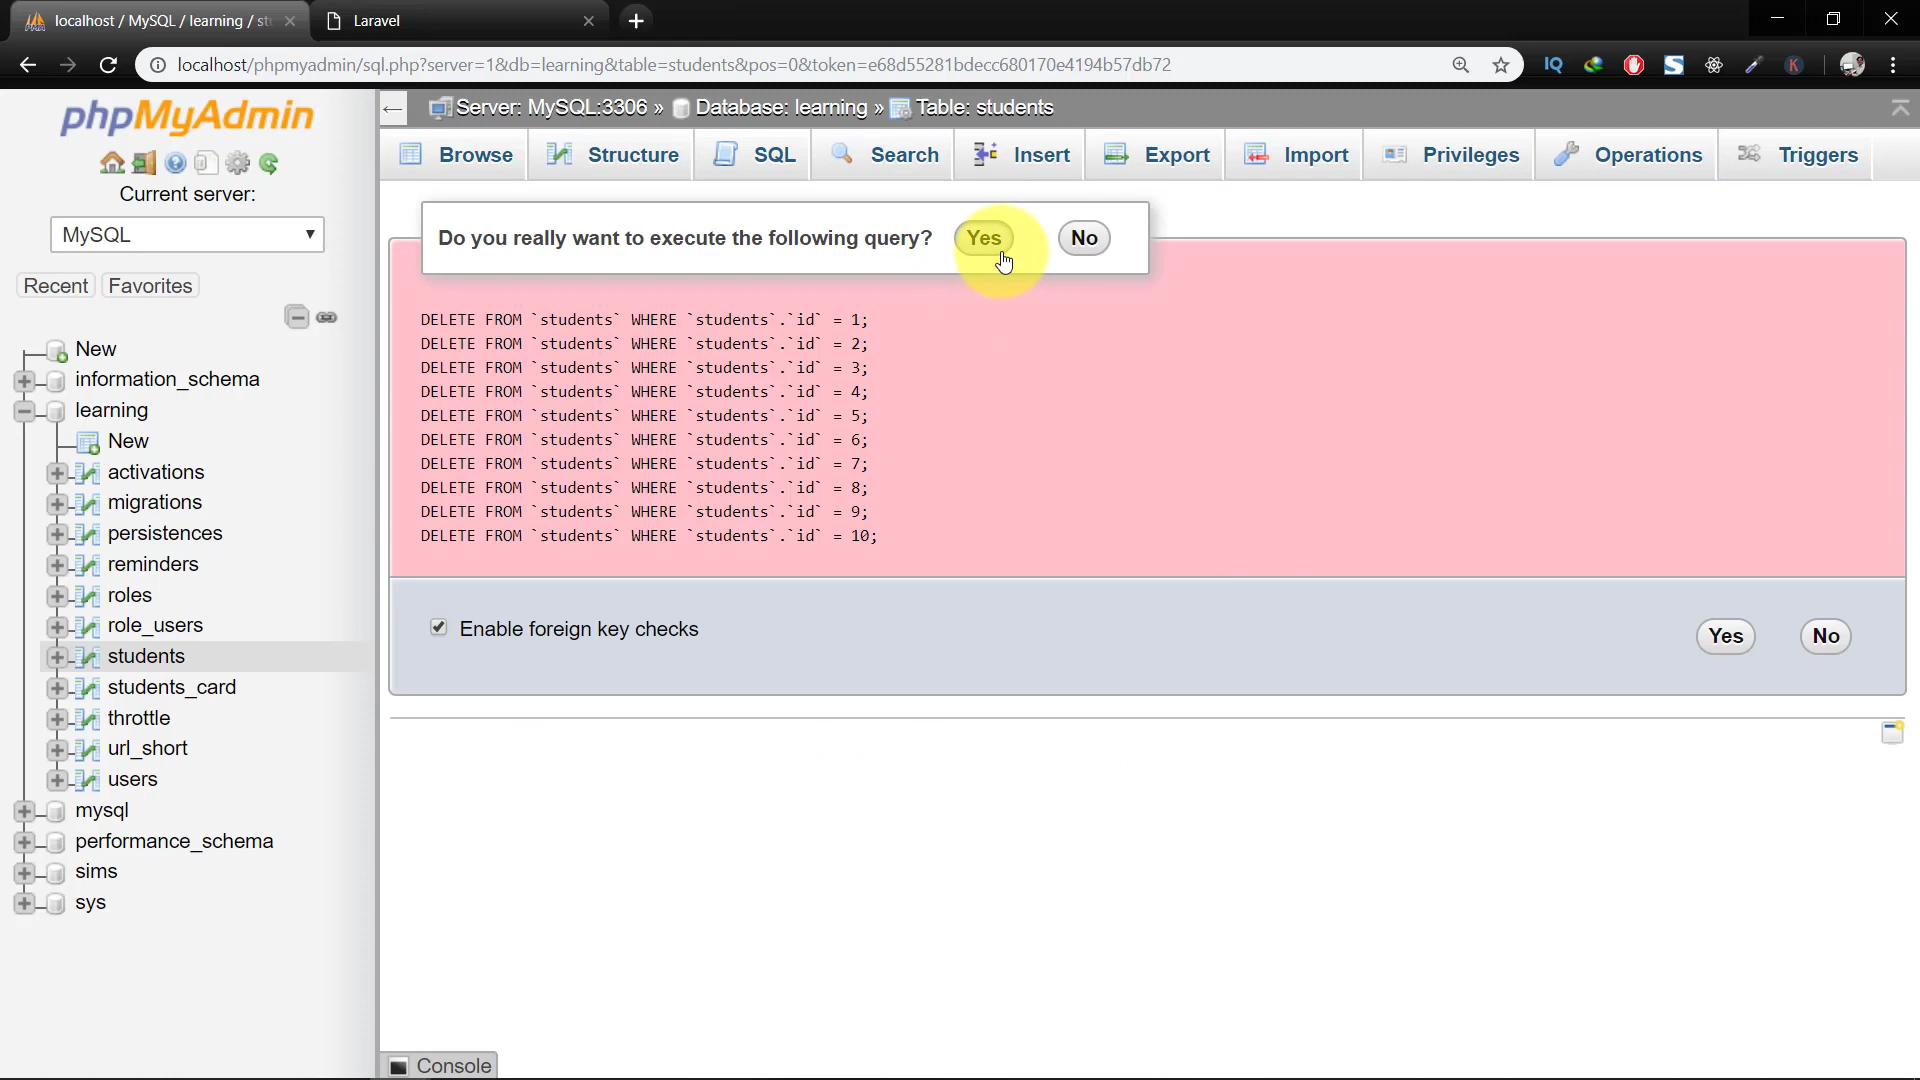 localhost / MySQL / learning / st
Laravel
localhost/phpmyadmin/sql.php?server=1&db=learning&table=students&pos=0&token=e68d55281bdecc680170e4194b57db72
IQ
S
K
phpMyAdmin
Current server:
MySQL
Recent
Favorites
New
information_schema
learning
New
activations
migrations
persistences
reminders
roles
role_users
students
students_card
throttle
url_short
users
mysql
performance_schema
sims
sys
Server: MySQL:3306 » Database: learning » Table: students
Browse
Structure
SQL
Search
Insert
Export
Import
Privileges
Operations
Triggers
Do you really want to execute the following query? Yes No
DELETE FROM `students` WHERE `students`.`id` = 1;
DELETE FROM `students` WHERE `students`.`id` = 2;
DELETE FROM `students` WHERE `students`.`id` = 3;
DELETE FROM `students` WHERE `students`.`id` = 4;
DELETE FROM `students` WHERE `students`.`id` = 5;
DELETE FROM `students` WHERE `students`.`id` = 6;
DELETE FROM `students` WHERE `students`.`id` = 7;
DELETE FROM `students` WHERE `students`.`id` = 8;
DELETE FROM `students` WHERE `students`.`id` = 9;
DELETE FROM `students` WHERE `students`.`id` = 10;
Enable foreign key checks
Yes No
Console